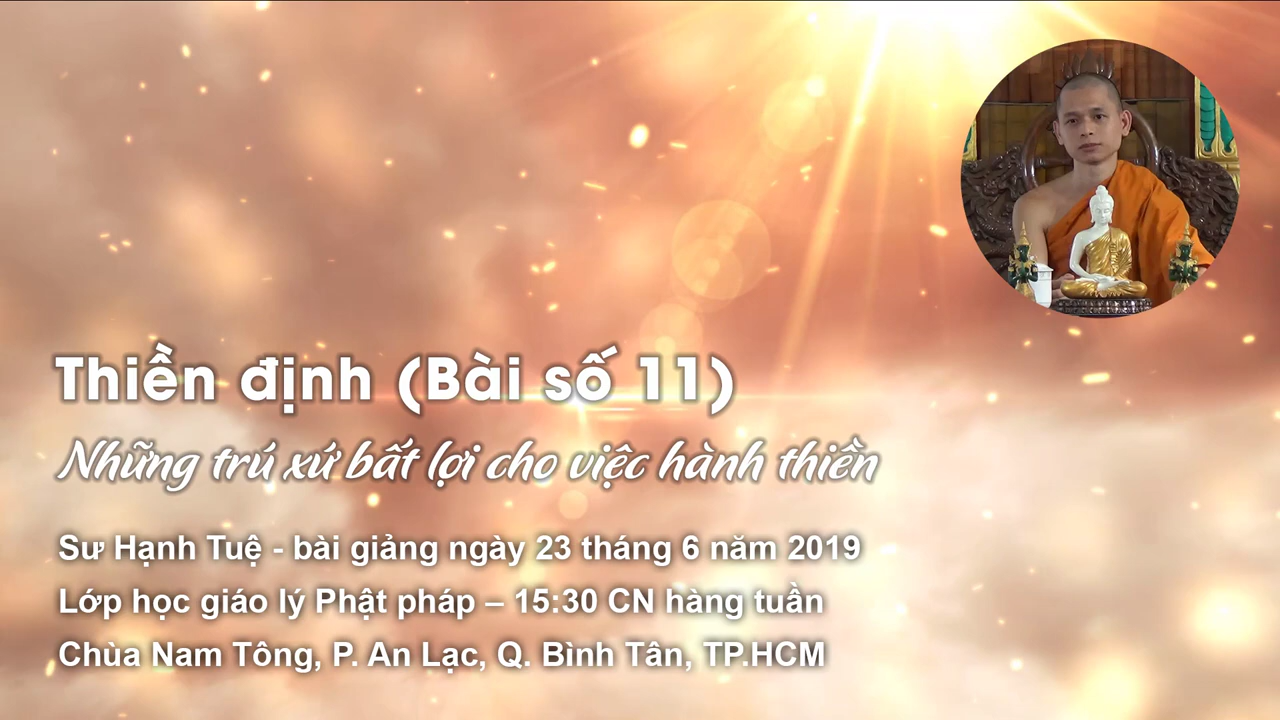 Thiền định (Bài số 11)
Những trú xứ bất lợi cho việc hành thiền
Sư Hạnh Tuệ - bài giảng ngày 23 tháng 6 năm 2019
Lớp học giáo lý Phật pháp – 15:30 CN hàng tuần
Chùa Nam Tông, P. An Lạc, Q. Bình Tân, TP.HCM